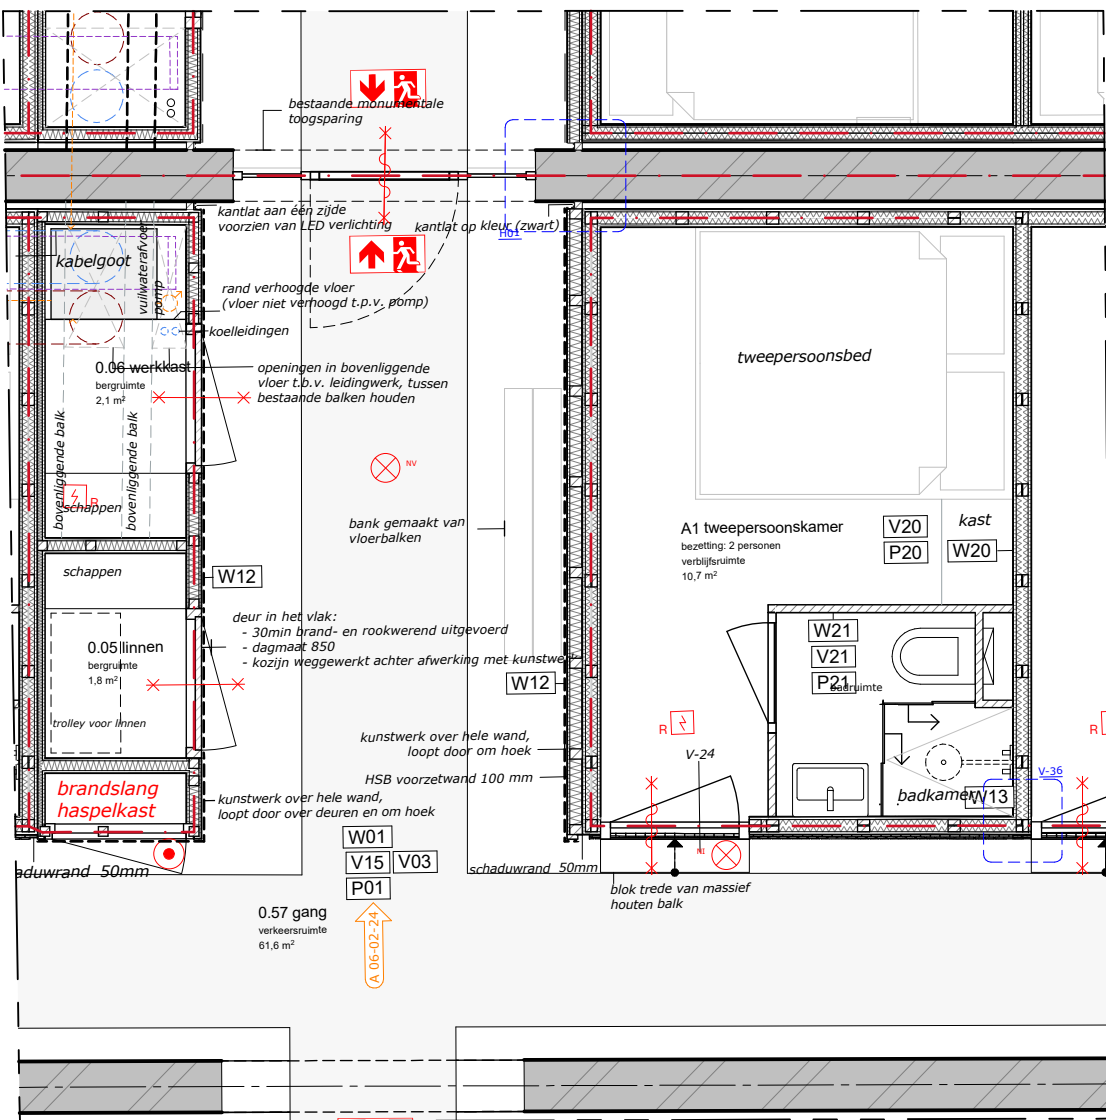 bestaande monumentale
toogsparing
kantlat aan één zijde
voorzien van LED verlichting
kantlat op kleur (zwart)
H01
kabelgoot
vuilwaterafvoer
pomp
rand verhoogde vloer
(vloer niet verhoogd t.p.v. pomp)
koelleidingen
0.06 werkkast
bergruimte
2,1 m²
openingen in bovenliggende
vloer t.b.v. leidingwerk, tussen
bestaande balken houden
bovenliggende balk
bovenliggende balk
R
schappen
NV
bank gemaakt van
vloerbalken
tweepersoonsbed
A1 tweepersoonskamer
bezetting: 2 personen
verblijfsruimte
10,7 m²
V20
P20
kast
W20
schappen
W12
deur in het vlak:
- 30min brand- en rookwerend uitgevoerd
- dagmaat 850
- kozijn weggewerkt achter afwerking met kunstwerk
0.05 linnen
bergruimte
1,8 m²
trolley voor linnen
W12
W21
V21
P21
badruimte
R
V-24
R
kunstwerk over hele wand,
loopt door om hoek
HSB voorzetwand 100 mm
brandslang
haspelkast
kunstwerk over hele wand,
loopt door over deuren en om hoek
badkamer
W13
V-36
W01
V15
V03
P01
aduwrand 50mm
schaduwrand 50mm
NI
blok trede van massief
houten balk
0.57 gang
verkeersruimte
61,6 m²
A 06-02-24